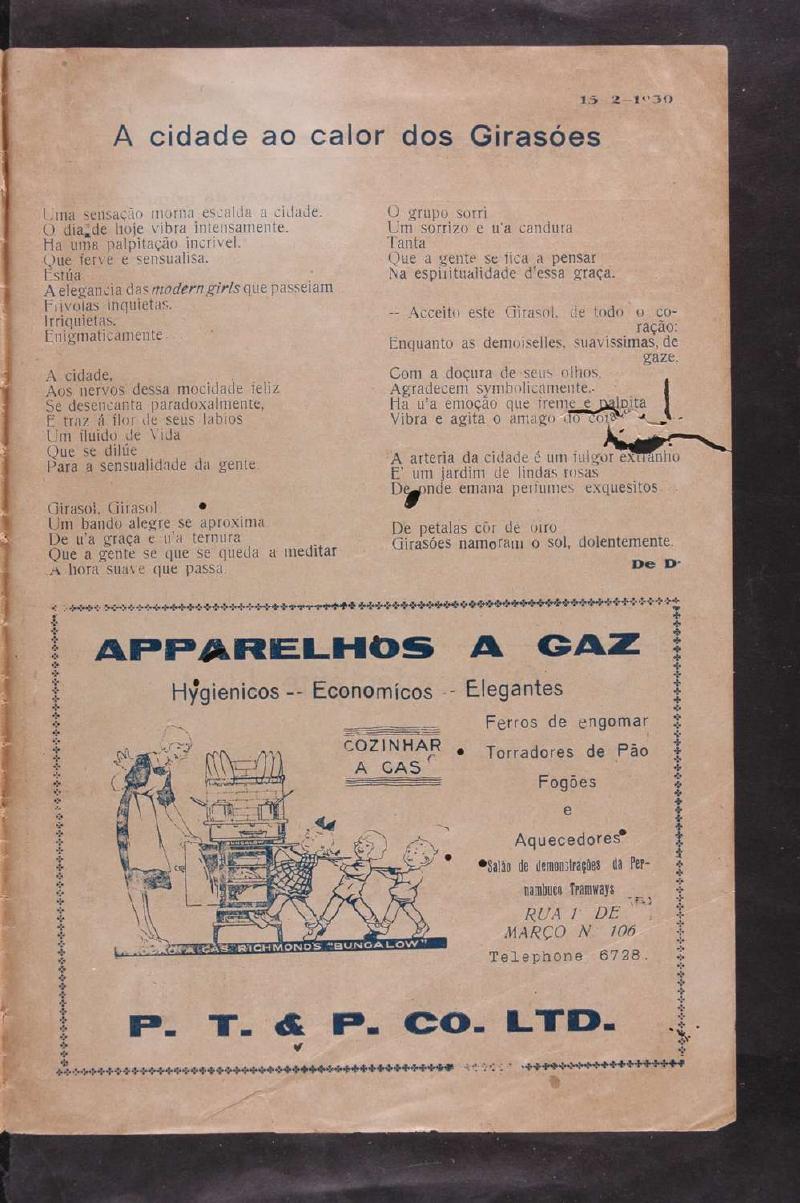 15-2-1930
A cidade ao calor dos Girasóes
Uma sensação morna escalda a cidade.
O dia de hoje vibra intensamente.
Ha uma palpitação incrivel.
Que ferve e sensualisa.
Estúa
A elegancia das modern girls que passeiam
Frivolas inquietas.
Irriquietas.
Enigmaticamente
A cidade,
Aos nervos dessa mocidade feliz
Se desencanta paradoxalmente,
E traz á flor de seus labios
Um fluido de Vida
Que se dilúe
Para a sensualidade da gente
Girasol, Girasol
Um bando alegre se aproxima
De u'a graça e u'a ternura
Que a gente se que se queda a meditar
A hora suave que passa.
O grupo sorri
Um sorrizo e u'a candura
Tanta
Que a gente se fica a pensar
Na espiritualidade d'essa graça.
-- Acceito este Girasol, de todo o co-
ração:
Enquanto as demoiselles, suavissimas, de
gaze.
Com a doçura de seus olhos,
Agradecem symbolicamente.
Ha u'a emoção que freme e palpita
Vibra e agita o amago do
A arteria da cidade é um fulgor extranho
E' um jardim de lindas rosas
De onde emana perfumes exquesitos
De petalas côr de oiro
Girasóes namoram o sol, dolentemente.
De D.
APPARELHOS A GAZ
Hygienicos -- Economicos -- Elegantes
COZINHAR
A GAS
Ferros de engomar
Torradores de Pão
Fogões
e
Aquecedores
Salão de demonstrações da Per-
nambuco Tramways
RUA 1º DE
MARÇO N 106
Telephone 6728.
A GAS RICHMOND'S "BUNGALOW"
P. T. & P. CO. LTD.